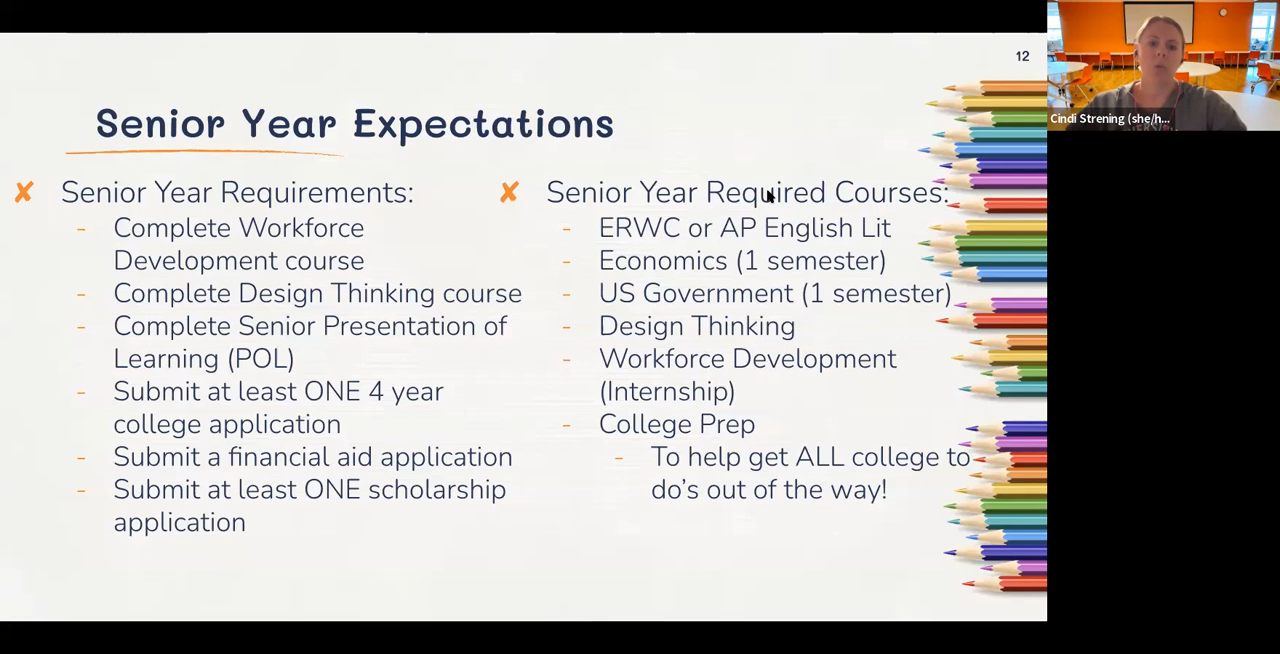 12
Senior Year Expectations
✘ Senior Year Requirements:
- Complete Workforce
Development course
- Complete Design Thinking course
- Complete Senior Presentation of
Learning (POL)
- Submit at least ONE 4 year
college application
- Submit a financial aid application
- Submit at least ONE scholarship
application
✘ Senior Year Required Courses:
- ERWC or AP English Lit
- Economics (1 semester)
- US Government (1 semester)
- Design Thinking
- Workforce Development
(Internship)
- College Prep
- To help get ALL college to
do’s out of the way!
Cindi Strening (she/h...